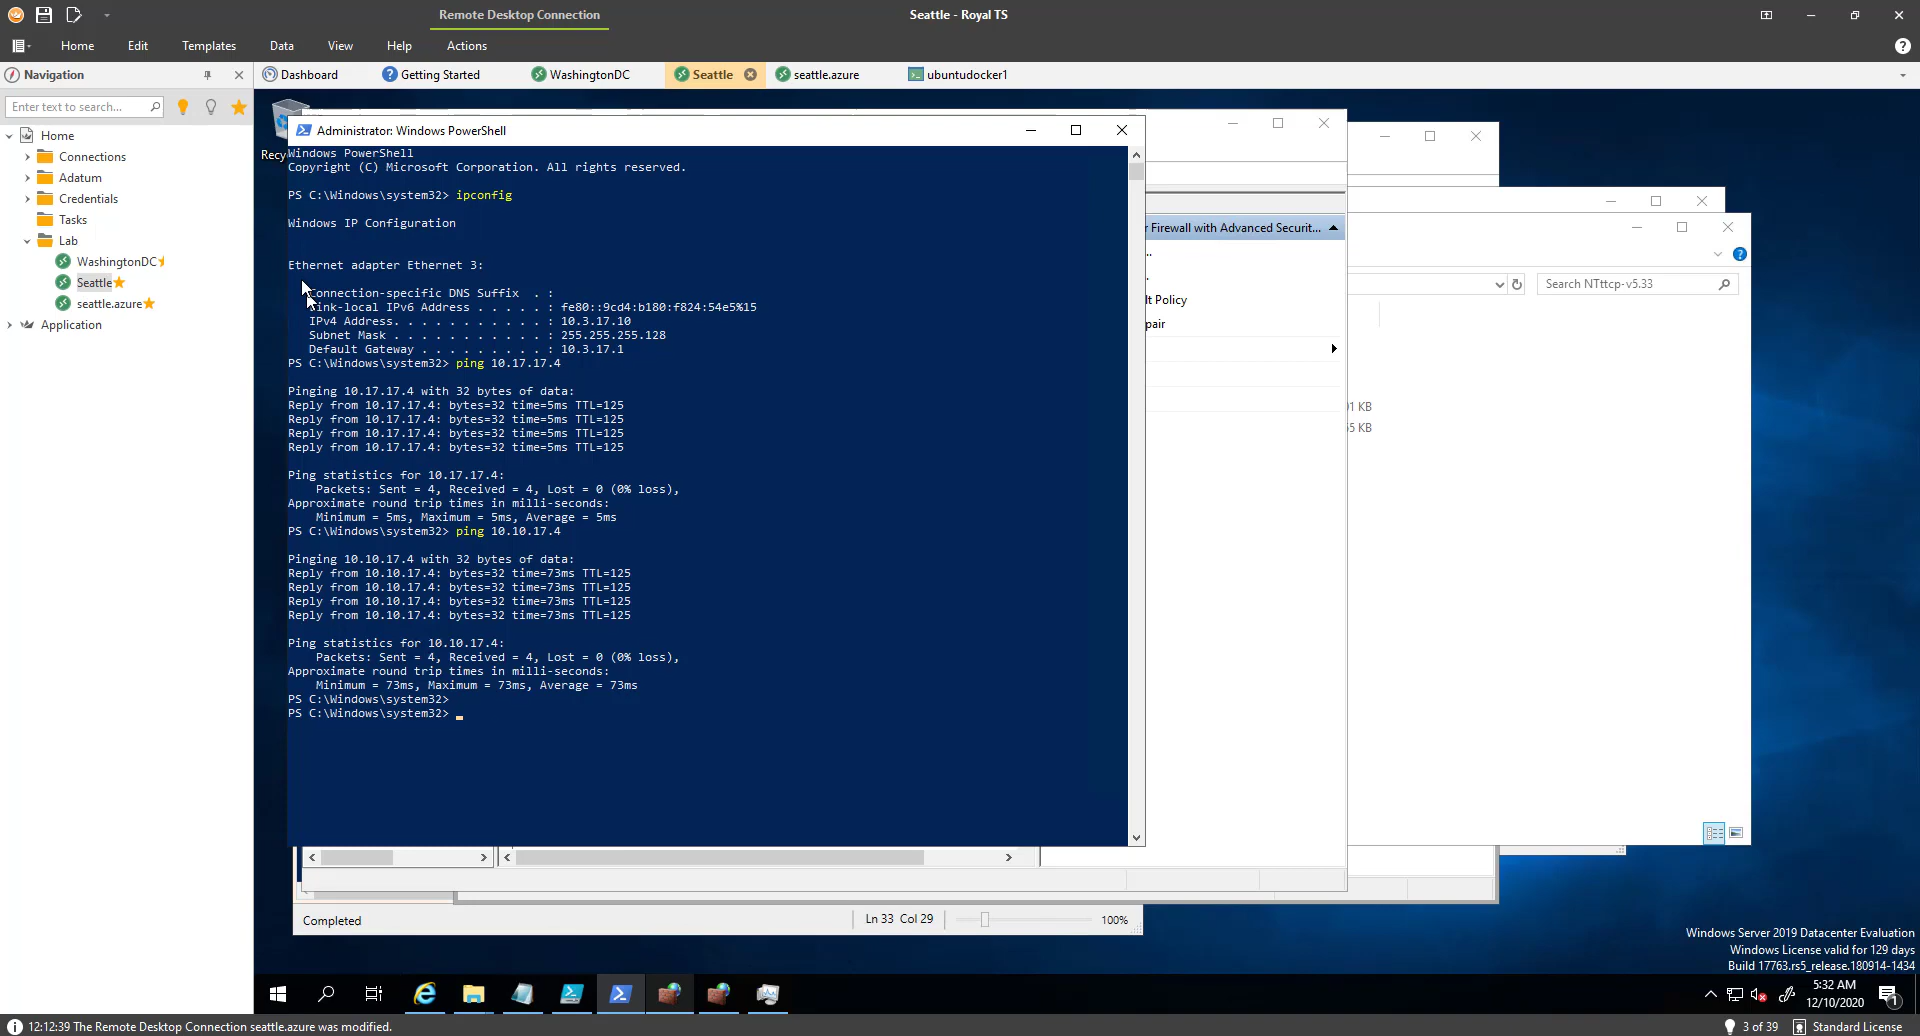 Remote Desktop Connection
Seattle - Royal TS
Home Edit Templates Data View Help Actions
Navigation
Dashboard Getting Started WashingtonDC Seattle seattle.azure ubuntudocker1
Enter text to search...
Home
Connections
Adatum
Credentials
Tasks
Lab
WashingtonDC
Seattle
seattle.azure
Application
Recy
Administrator: Windows PowerShell
Windows PowerShell
Copyright (C) Microsoft Corporation. All rights reserved.
PS C:\Windows\system32> ipconfig
Windows IP Configuration
Ethernet adapter Ethernet 3:
Connection-specific DNS Suffix . :
Link-local IPv6 Address . . . . . : fe80::9cd4:b180:f824:54e5%15
IPv4 Address. . . . . . . . . . . : 10.3.17.10
Subnet Mask . . . . . . . . . . . : 255.255.255.128
Default Gateway . . . . . . . . . : 10.3.17.1
PS C:\Windows\system32> ping 10.17.17.4
Pinging 10.17.17.4 with 32 bytes of data:
Reply from 10.17.17.4: bytes=32 time=5ms TTL=125
Reply from 10.17.17.4: bytes=32 time=5ms TTL=125
Reply from 10.17.17.4: bytes=32 time=5ms TTL=125
Reply from 10.17.17.4: bytes=32 time=5ms TTL=125
Ping statistics for 10.17.17.4:
Packets: Sent = 4, Received = 4, Lost = 0 (0% loss),
Approximate round trip times in milli-seconds:
Minimum = 5ms, Maximum = 5ms, Average = 5ms
PS C:\Windows\system32> ping 10.10.17.4
Pinging 10.10.17.4 with 32 bytes of data:
Reply from 10.10.17.4: bytes=32 time=73ms TTL=125
Reply from 10.10.17.4: bytes=32 time=73ms TTL=125
Reply from 10.10.17.4: bytes=32 time=73ms TTL=125
Reply from 10.10.17.4: bytes=32 time=73ms TTL=125
Ping statistics for 10.10.17.4:
Packets: Sent = 4, Received = 4, Lost = 0 (0% loss),
Approximate round trip times in milli-seconds:
Minimum = 73ms, Maximum = 73ms, Average = 73ms
PS C:\Windows\system32>
PS C:\Windows\system32>
r Firewall with Advanced Securit...
..
.
lt Policy
pair
Search NTttcp-v5.33
01 KB
65 KB
Completed
Ln 33 Col 29
100%
Windows Server 2019 Datacenter Evaluation
Windows License valid for 129 days
Build 17763.rs5_release.180914-1434
5:32 AM
12/10/2020
1
12:12:39 The Remote Desktop Connection seattle.azure was modified.
3 of 39
Standard License